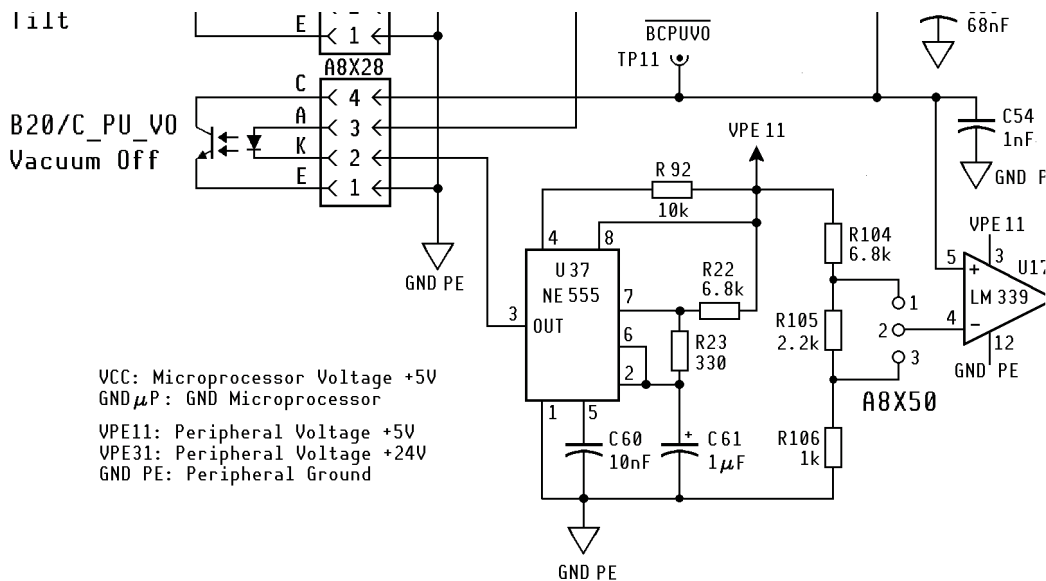 Tilt
E
1
A8X28
C
4
A
3
K
2
E
1
B20/C_PU_VO
Vacuum Off
GND PE
BCPUVO
TP11
68nF
C54
1nF
GND P
VPE 11
R 92
10k
4
8
U 37
NE 555
3
OUT
7
6
2
1
5
R22
6.8k
R23
330
C 60
10nF
C 61
+
1μF
GND PE
R104
6.8k
R105
2.2k
R106
1k
1
2
3
A8X50
VPE 11
3
5
+
U17
LM 339
4
−
12
GND PE
VCC: Microprocessor Voltage +5V
GNDμP: GND Microprocessor
VPE11: Peripheral Voltage +5V
VPE31: Peripheral Voltage +24V
GND PE: Peripheral Ground